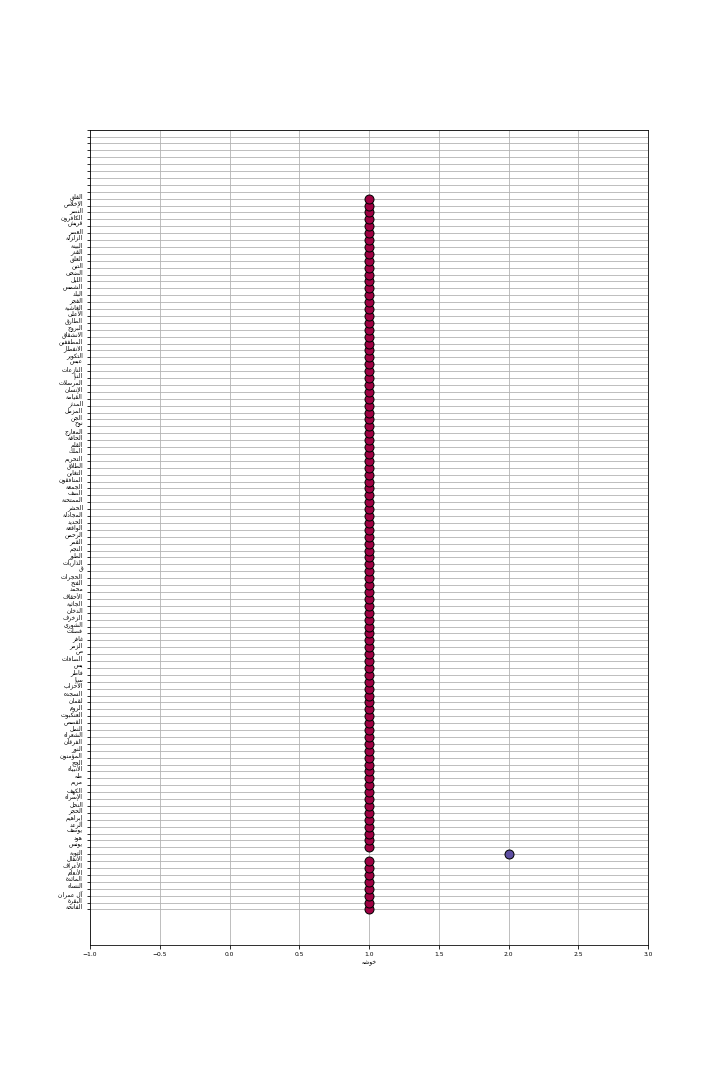 الفلق
الإخلاص
النصر
الكافرون
قريش
العصر
الزلزلة
البينة
القدر
العلق
التين
الضحى
الليل
الشمس
البلد
الفجر
الغاشية
الأعلى
الطارق
البروج
الانشقاق
المطففين
الانفطار
التكوير
عبس
النازعات
النبأ
المرسلات
الإنسان
القيامة
المدثر
المزمل
الجن
نوح
المعارج
الحاقة
القلم
الملك
التحريم
الطلاق
التغابن
المنافقون
الجمعة
الصف
الممتحنة
الحشر
المجادلة
الحديد
الواقعة
الرحمن
القمر
النجم
الطور
الذاريات
ق
الحجرات
الفتح
محمد
الأحقاف
الجاثية
الدخان
الزخرف
الشورى
فصلت
غافر
الزمر
ص
الصافات
يس
فاطر
سبأ
الأحزاب
السجدة
لقمان
الروم
العنكبوت
القصص
النمل
الشعراء
الفرقان
النور
المؤمنون
الحج
الأنبياء
طه
مريم
الكهف
الإسراء
النحل
الحجر
إبراهيم
الرعد
يوسف
هود
يونس
التوبة
الأنفال
الأعراف
الأنعام
المائدة
النساء
آل عمران
البقرة
الفاتحة
−1.0 −0.5 0.0 0.5 1.0 1.5 2.0 2.5 3.0
خوشه